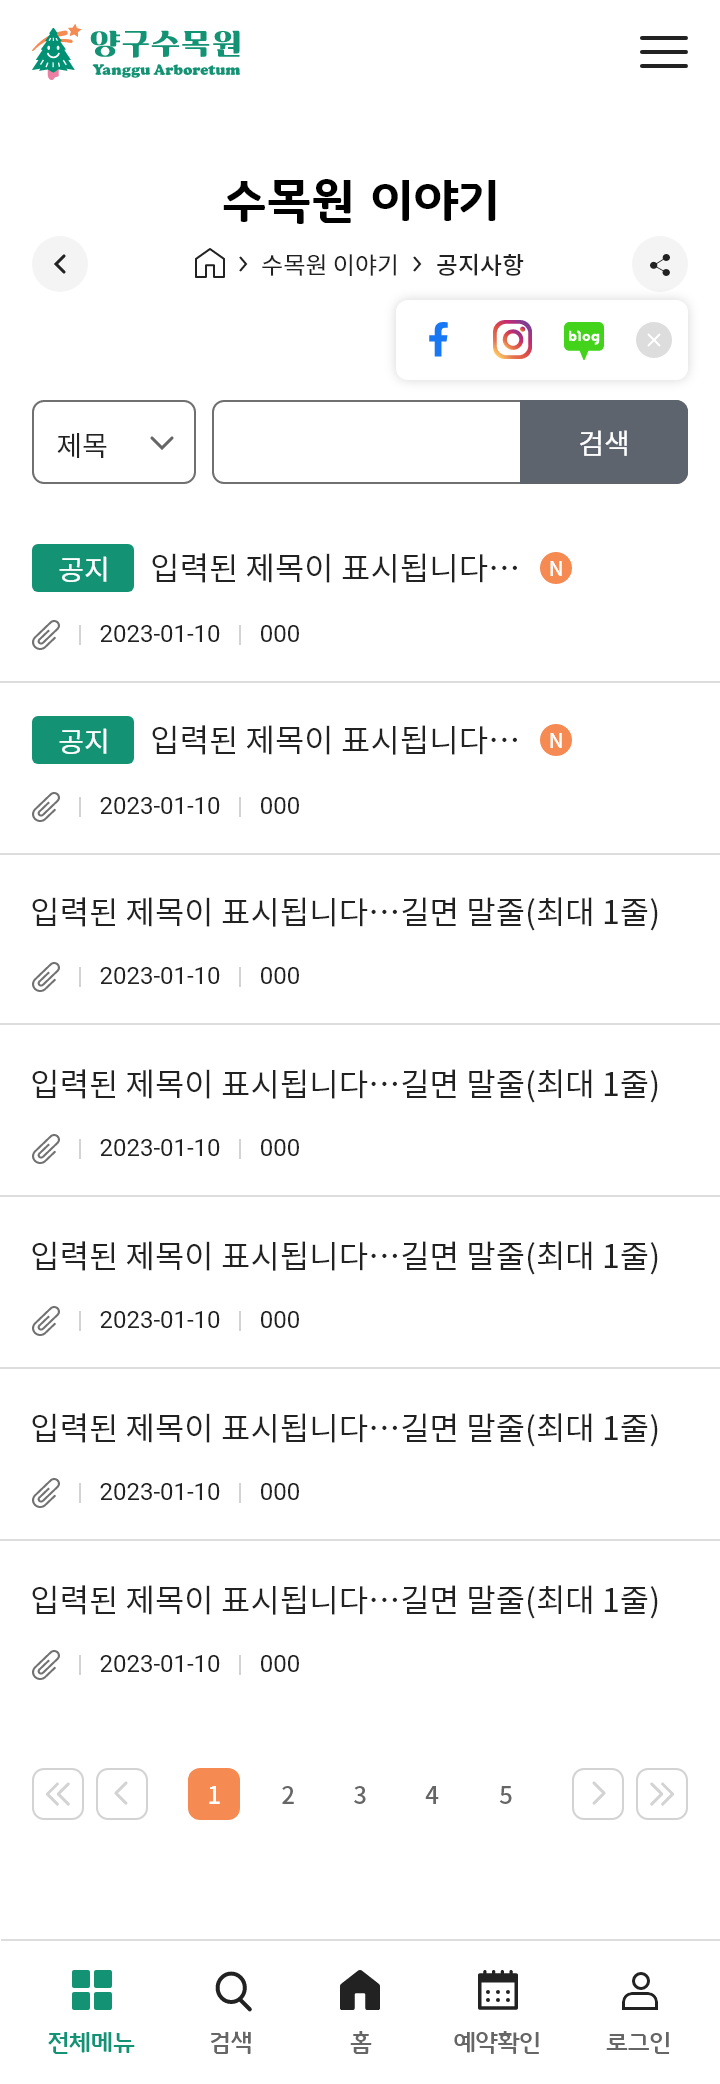 양구수목원
Yanggu Arboretum
수목원 이야기
수목원 이야기 공지사항
blog
제목 검색
공지 입력된 제목이 표시됩니다… N
2023-01-10 000
공지 입력된 제목이 표시됩니다… N
2023-01-10 000
입력된 제목이 표시됩니다…길면 말줄(최대 1줄)
2023-01-10 000
입력된 제목이 표시됩니다…길면 말줄(최대 1줄)
2023-01-10 000
입력된 제목이 표시됩니다…길면 말줄(최대 1줄)
2023-01-10 000
입력된 제목이 표시됩니다…길면 말줄(최대 1줄)
2023-01-10 000
입력된 제목이 표시됩니다…길면 말줄(최대 1줄)
2023-01-10 000
1 2 3 4 5
전체메뉴 검색 홈 예약확인 로그인